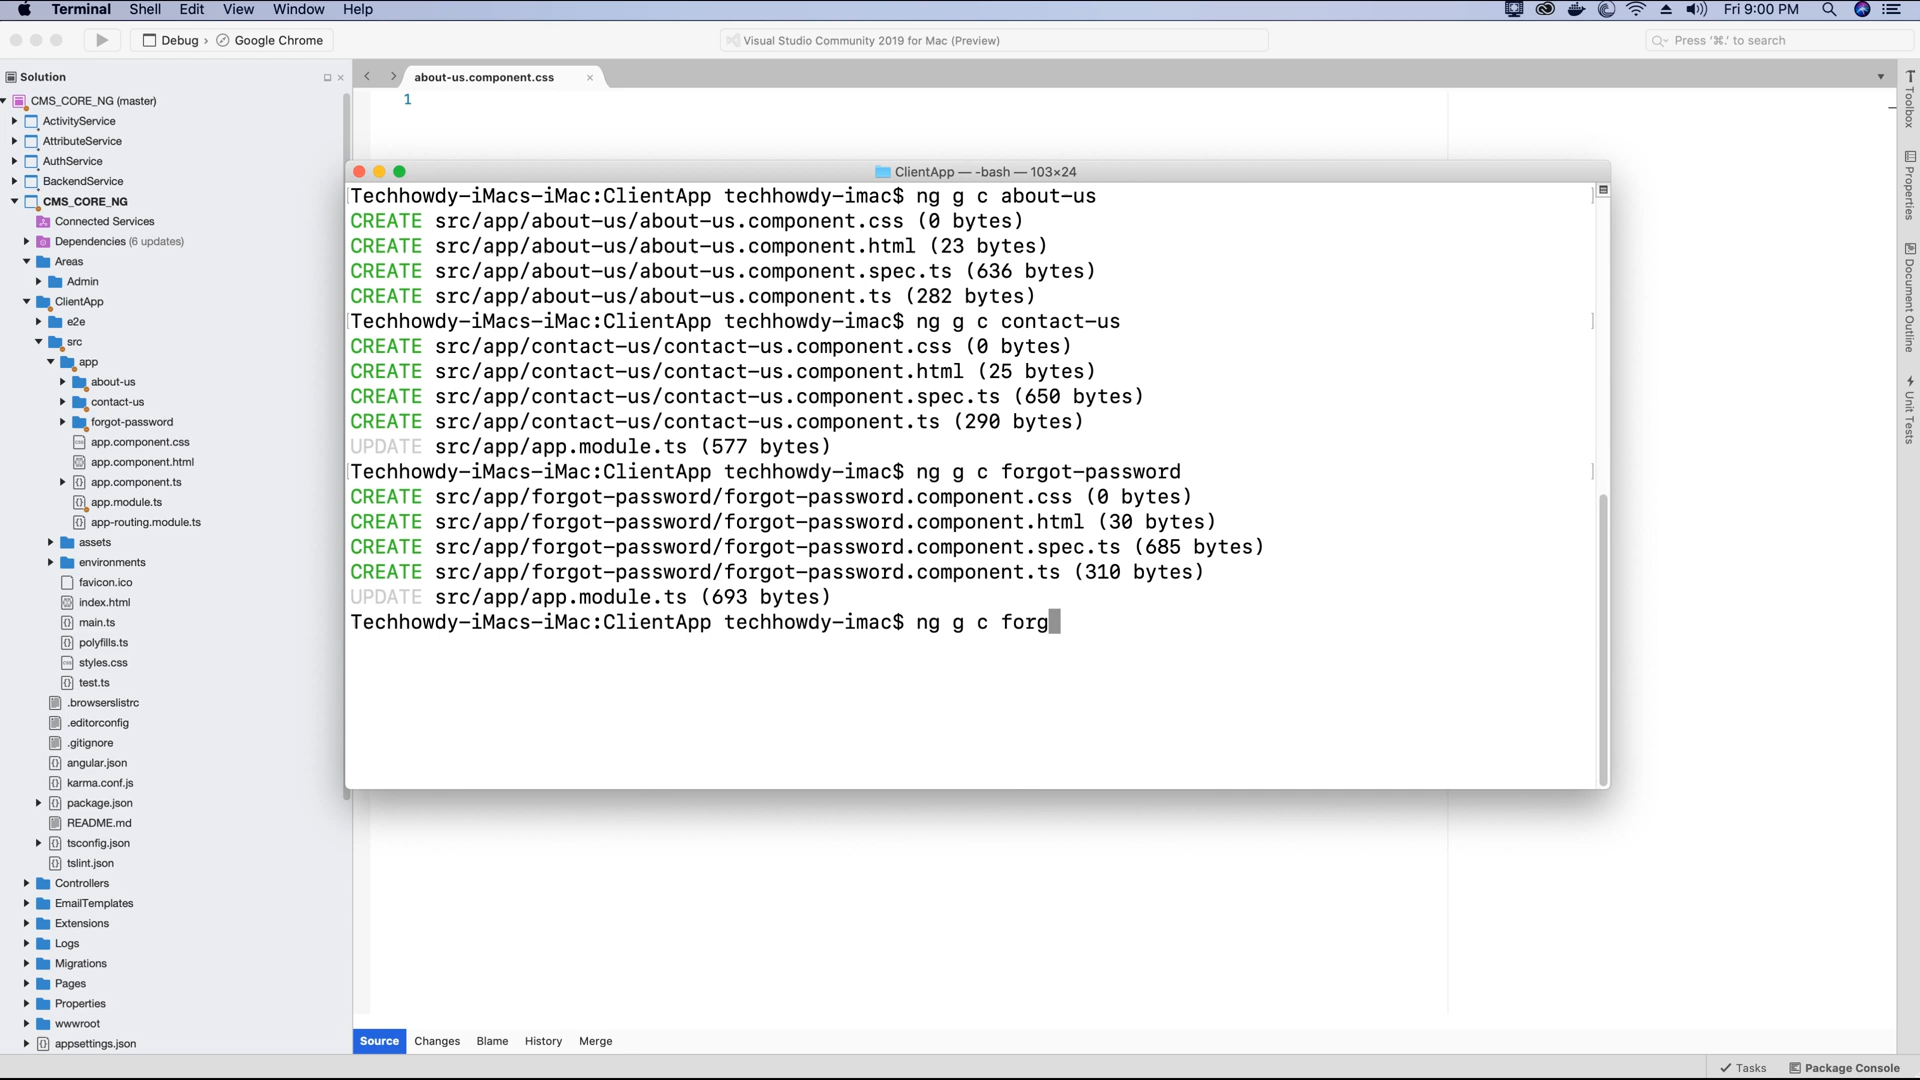 Terminal Shell Edit View Window Help Fri 9:00 PM
Debug › Google Chrome Visual Studio Community 2019 for Mac (Preview) Press '⌘.' to search
Solution
about-us.component.css
1
CMS_CORE_NG (master)
ActivityService
AttributeService
AuthService
BackendService
CMS_CORE_NG
Connected Services
Dependencies (6 updates)
Areas
Admin
ClientApp
e2e
src
app
about-us
contact-us
forgot-password
app.component.css
app.component.html
app.component.ts
app.module.ts
app-routing.module.ts
assets
environments
favicon.ico
index.html
main.ts
polyfills.ts
styles.css
test.ts
.browserslistrc
.editorconfig
.gitignore
angular.json
karma.conf.js
package.json
README.md
tsconfig.json
tslint.json
Controllers
EmailTemplates
Extensions
Logs
Migrations
Pages
Properties
wwwroot
appsettings.json
ClientApp — -bash — 103×24
Techhowdy-iMacs-iMac:ClientApp techhowdy-imac$ ng g c about-us
CREATE src/app/about-us/about-us.component.css (0 bytes)
CREATE src/app/about-us/about-us.component.html (23 bytes)
CREATE src/app/about-us/about-us.component.spec.ts (636 bytes)
CREATE src/app/about-us/about-us.component.ts (282 bytes)
Techhowdy-iMacs-iMac:ClientApp techhowdy-imac$ ng g c contact-us
CREATE src/app/contact-us/contact-us.component.css (0 bytes)
CREATE src/app/contact-us/contact-us.component.html (25 bytes)
CREATE src/app/contact-us/contact-us.component.spec.ts (650 bytes)
CREATE src/app/contact-us/contact-us.component.ts (290 bytes)
UPDATE src/app/app.module.ts (577 bytes)
Techhowdy-iMacs-iMac:ClientApp techhowdy-imac$ ng g c forgot-password
CREATE src/app/forgot-password/forgot-password.component.css (0 bytes)
CREATE src/app/forgot-password/forgot-password.component.html (30 bytes)
CREATE src/app/forgot-password/forgot-password.component.spec.ts (685 bytes)
CREATE src/app/forgot-password/forgot-password.component.ts (310 bytes)
UPDATE src/app/app.module.ts (693 bytes)
Techhowdy-iMacs-iMac:ClientApp techhowdy-imac$ ng g c forg
Toolbox
Properties
Document Outline
Unit Tests
Source Changes Blame History Merge
Tasks Package Console